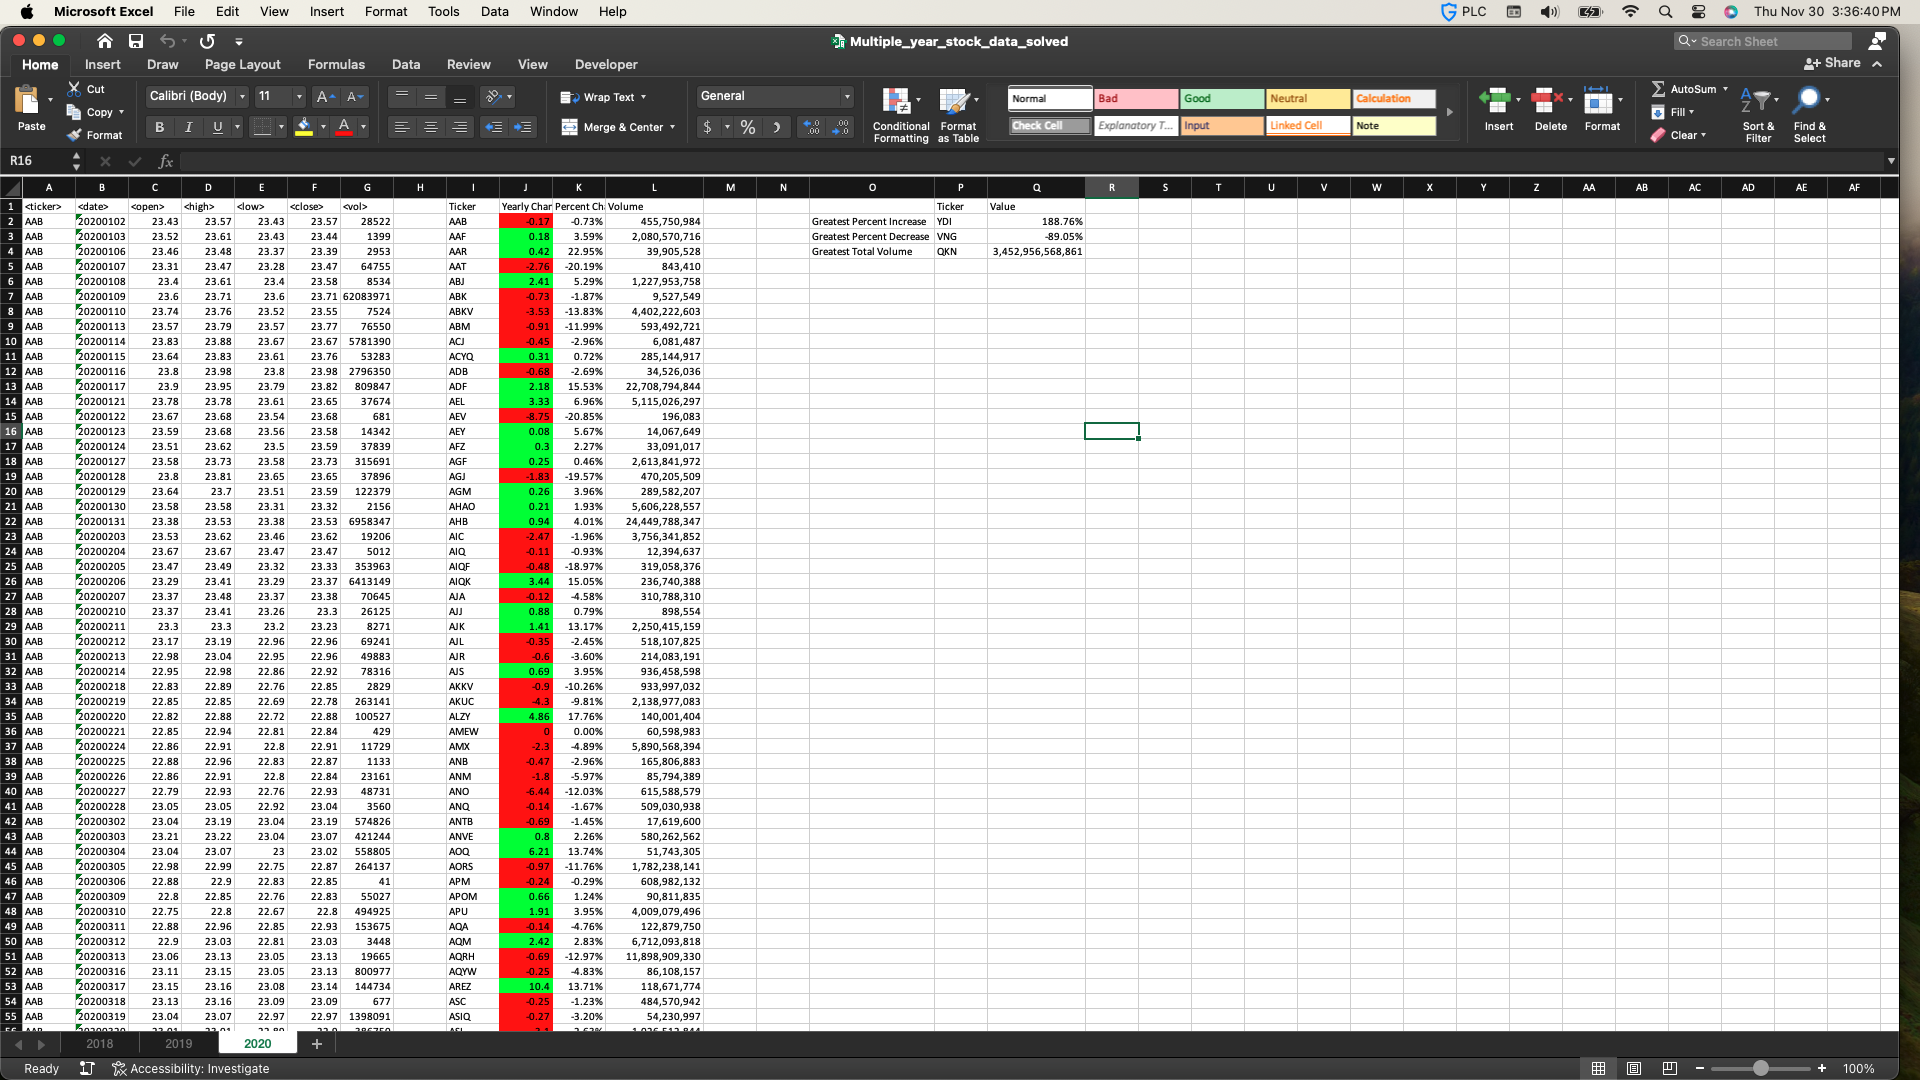 Microsoft Excel File Edit View Insert Format Tools Data Window Help PLC Thu Nov 30 3:36:40 PM
Multiple_year_stock_data_solved Search Sheet
Home Insert Draw Page Layout Formulas Data Review View Developer Share
Paste Cut Copy Format
Calibri (Body) 11 A A
B I U A
Wrap Text
Merge & Center
General
$ % )
Conditional Formatting
Format as Table
Normal Bad Good Neutral Calculation
Check Cell Explanatory T... Input Linked Cell Note
Insert Delete Format
AutoSum
Fill
Clear
Sort & Filter
Find & Select
R16 fx
A B C D E F G H I J K L M N O P Q R S T U V W X Y Z AA AB AC AD AE AF
1 <ticker> <date> <open> <high> <low> <close> <vol> Ticker Yearly Char Percent Ch Volume Ticker Value
2 AAB 20200102 23.43 23.57 23.43 23.57 28522 AAB -0.17 -0.73% 455,750,984 Greatest Percent Increase YDI 188.76%
3 AAB 20200103 23.52 23.61 23.43 23.44 1399 AAF 0.18 3.59% 2,080,570,716 Greatest Percent Decrease VNG -89.05%
4 AAB 20200106 23.46 23.48 23.37 23.39 2953 AAR 0.42 22.95% 39,905,528 Greatest Total Volume QKN 3,452,956,568,861
5 AAB 20200107 23.31 23.47 23.28 23.47 64755 AAT -2.76 -20.19% 843,410
6 AAB 20200108 23.4 23.61 23.4 23.58 8534 ABJ 2.41 5.29% 1,227,953,758
7 AAB 20200109 23.6 23.71 23.6 23.71 62083971 ABK -0.73 -1.87% 9,527,549
8 AAB 20200110 23.74 23.76 23.52 23.55 7524 ABKV -3.53 -13.83% 4,402,222,603
9 AAB 20200113 23.57 23.79 23.57 23.77 76550 ABM -0.91 -11.99% 593,492,721
10 AAB 20200114 23.83 23.88 23.67 23.67 5781390 ACJ -0.45 -2.96% 6,081,487
11 AAB 20200115 23.64 23.83 23.61 23.76 53283 ACYQ 0.31 0.72% 285,144,917
12 AAB 20200116 23.8 23.98 23.8 23.98 2796350 ADB -0.68 -2.69% 34,526,036
13 AAB 20200117 23.9 23.95 23.79 23.82 809847 ADF 2.18 15.53% 22,708,794,844
14 AAB 20200121 23.78 23.78 23.61 23.65 37674 AEL 3.33 6.96% 5,115,026,297
15 AAB 20200122 23.67 23.68 23.54 23.68 681 AEV -8.75 -20.85% 196,083
16 AAB 20200123 23.59 23.68 23.56 23.58 14342 AEY 0.08 5.67% 14,067,649
17 AAB 20200124 23.51 23.62 23.5 23.59 37839 AFZ 0.3 2.27% 33,091,017
18 AAB 20200127 23.58 23.73 23.58 23.73 315691 AGF 0.25 0.46% 2,613,841,972
19 AAB 20200128 23.8 23.81 23.65 23.65 37896 AGJ -1.83 -19.57% 470,205,509
20 AAB 20200129 23.64 23.7 23.51 23.59 122379 AGM 0.26 3.96% 289,582,207
21 AAB 20200130 23.58 23.58 23.31 23.32 2156 AHAO 0.21 1.93% 5,606,228,557
22 AAB 20200131 23.38 23.53 23.38 23.53 6958347 AHB 0.94 4.01% 24,449,788,347
23 AAB 20200203 23.53 23.62 23.46 23.62 19206 AIC -2.47 -1.96% 3,756,341,852
24 AAB 20200204 23.67 23.67 23.47 23.47 5012 AIQ -0.11 -0.93% 12,394,637
25 AAB 20200205 23.47 23.49 23.32 23.33 353963 AIQF -0.48 -18.97% 319,058,376
26 AAB 20200206 23.29 23.41 23.29 23.37 6413149 AIQK 3.44 15.05% 236,740,388
27 AAB 20200207 23.37 23.48 23.37 23.38 70645 AJA -0.12 -4.58% 310,788,310
28 AAB 20200210 23.37 23.41 23.26 23.3 26125 AJJ 0.88 0.79% 898,554
29 AAB 20200211 23.3 23.3 23.2 23.23 8271 AJK 1.41 13.17% 2,250,415,159
30 AAB 20200212 23.17 23.19 22.96 22.96 69241 AJL -0.35 -2.45% 518,107,825
31 AAB 20200213 22.98 23.04 22.95 22.96 49883 AJR -0.6 -3.60% 214,083,191
32 AAB 20200214 22.95 22.98 22.86 22.92 78316 AJS 0.69 3.95% 936,458,598
33 AAB 20200218 22.83 22.89 22.76 22.85 2829 AKKV -0.9 -10.26% 933,997,032
34 AAB 20200219 22.85 22.85 22.69 22.78 263141 AKUC -4.3 -9.81% 2,138,977,083
35 AAB 20200220 22.82 22.88 22.72 22.88 100527 ALZY 4.86 17.76% 140,001,404
36 AAB 20200221 22.85 22.94 22.81 22.84 429 AMEW 0 0.00% 60,598,983
37 AAB 20200224 22.86 22.91 22.8 22.91 11729 AMX -2.3 -4.89% 5,890,568,394
38 AAB 20200225 22.88 22.96 22.83 22.87 1133 ANB -0.47 -2.96% 165,806,883
39 AAB 20200226 22.86 22.91 22.8 22.84 23161 ANM -1.8 -5.97% 85,794,389
40 AAB 20200227 22.79 22.93 22.76 22.93 48731 ANO -6.44 -12.03% 615,588,579
41 AAB 20200228 23.05 23.05 22.92 23.04 3560 ANQ -0.14 -1.67% 509,030,938
42 AAB 20200302 23.04 23.19 23.04 23.19 574826 ANTB -0.69 -1.45% 17,619,600
43 AAB 20200303 23.21 23.22 23.04 23.07 421244 ANVE 0.8 2.26% 580,262,562
44 AAB 20200304 23.04 23.07 23 23.02 558805 AOQ 6.21 13.74% 51,743,305
45 AAB 20200305 22.98 22.99 22.75 22.87 264137 AORS -0.97 -11.76% 1,782,238,141
46 AAB 20200306 22.88 22.9 22.83 22.85 41 APM -0.24 -0.29% 608,982,132
47 AAB 20200309 22.8 22.85 22.76 22.83 55027 APOM 0.66 1.24% 90,811,835
48 AAB 20200310 22.75 22.8 22.67 22.8 494925 APU 1.91 3.95% 4,009,079,496
49 AAB 20200311 22.88 22.96 22.85 22.93 153675 AQA -0.14 -4.76% 122,879,750
50 AAB 20200312 22.9 23.03 22.81 23.03 3448 AQM 2.42 2.83% 6,712,093,818
51 AAB 20200313 23.06 23.13 23.05 23.13 19665 AQRH -0.69 -12.97% 11,898,909,330
52 AAB 20200316 23.11 23.15 23.05 23.13 800977 AQYW -0.25 -4.83% 86,108,157
53 AAB 20200317 23.15 23.16 23.08 23.14 144734 AREZ 10.4 13.71% 118,671,774
54 AAB 20200318 23.13 23.16 23.09 23.09 677 ASC -0.25 -1.23% 484,570,942
55 AAB 20200319 23.04 23.07 22.97 22.97 1398091 ASIQ -0.27 -3.20% 54,230,997
2018 2019 2020 +
Ready Accessibility: Investigate 100%